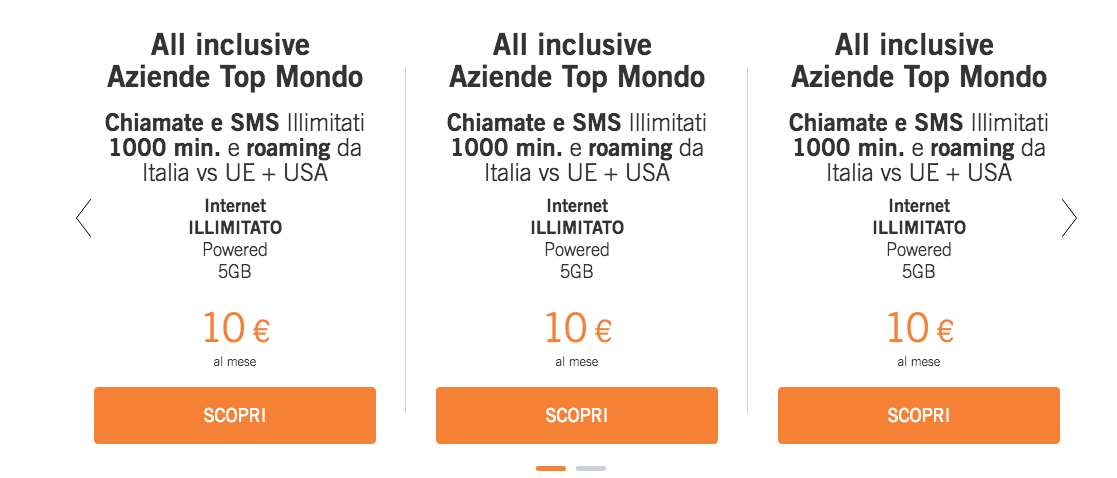 All inclusive
Aziende Top Mondo
Chiamate e SMS Illimitati
1000 min. e roaming da
Italia vs UE + USA
Internet
ILLIMITATO
Powered
5GB
10 €
al mese
SCOPRI
All inclusive
Aziende Top Mondo
Chiamate e SMS Illimitati
1000 min. e roaming da
Italia vs UE + USA
Internet
ILLIMITATO
Powered
5GB
10 €
al mese
SCOPRI
All inclusive
Aziende Top Mondo
Chiamate e SMS Illimitati
1000 min. e roaming da
Italia vs UE + USA
Internet
ILLIMITATO
Powered
5GB
10 €
al mese
SCOPRI